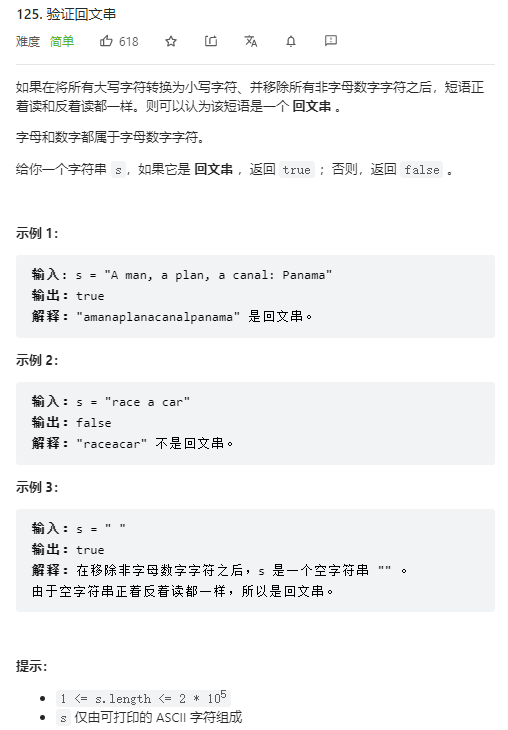 125. 验证回文串
难度 简单 618
如果在将所有大写字符转换为小写字符、并移除所有非字母数字字符之后，短语正
着读和反着读都一样。则可以认为该短语是一个 回文串 。
字母和数字都属于字母数字字符。
给你一个字符串 s，如果它是 回文串 ，返回 true ；否则，返回 false 。
示例 1：
输入: s = "A man, a plan, a canal: Panama"
输出：true
解释："amanaplanacanalpanama" 是回文串。
示例 2：
输入：s = "race a car"
输出：false
解释："raceacar" 不是回文串。
示例 3：
输入：s = " "
输出：true
解释：在移除非字母数字字符之后，s 是一个空字符串 "" 。
由于空字符串正着反着读都一样，所以是回文串。
提示：
• 1 <= s.length <= 2 * 10⁵
• s 仅由可打印的 ASCII 字符组成